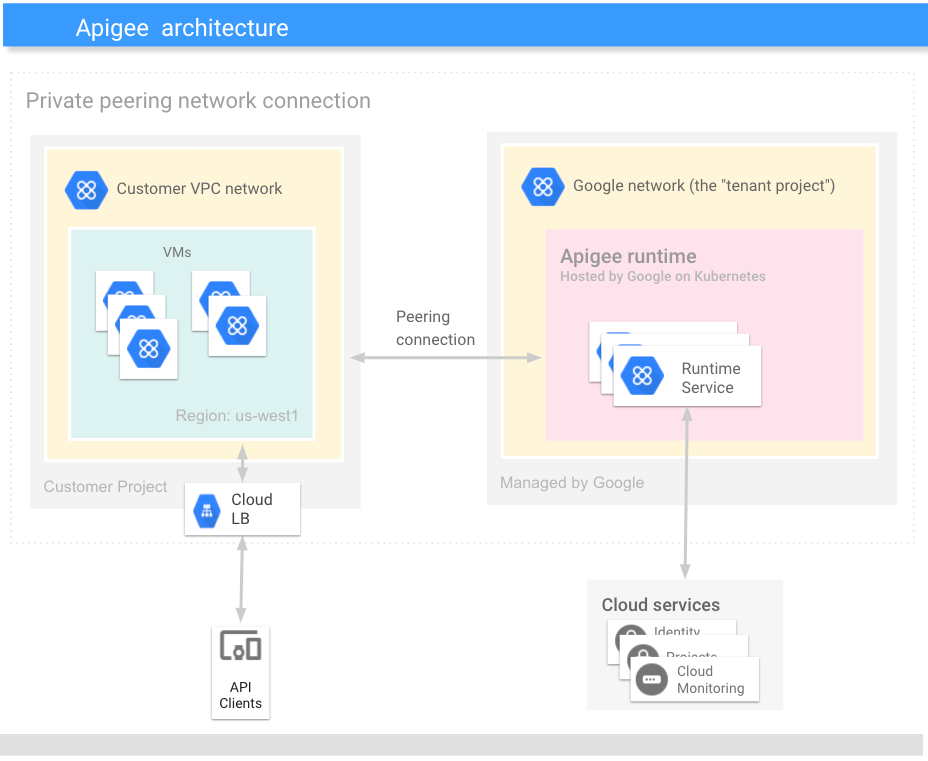 Apigee architecture
Private peering network connection
Customer VPC network
VMs
Region: us-west1
Customer Project
Cloud
LB
API
Clients
Peering
connection
Google network (the "tenant project")
Apigee runtime
Hosted by Google on Kubernetes
Runtime
Service
Managed by Google
Cloud services
Identity
Projects
Cloud
Monitoring